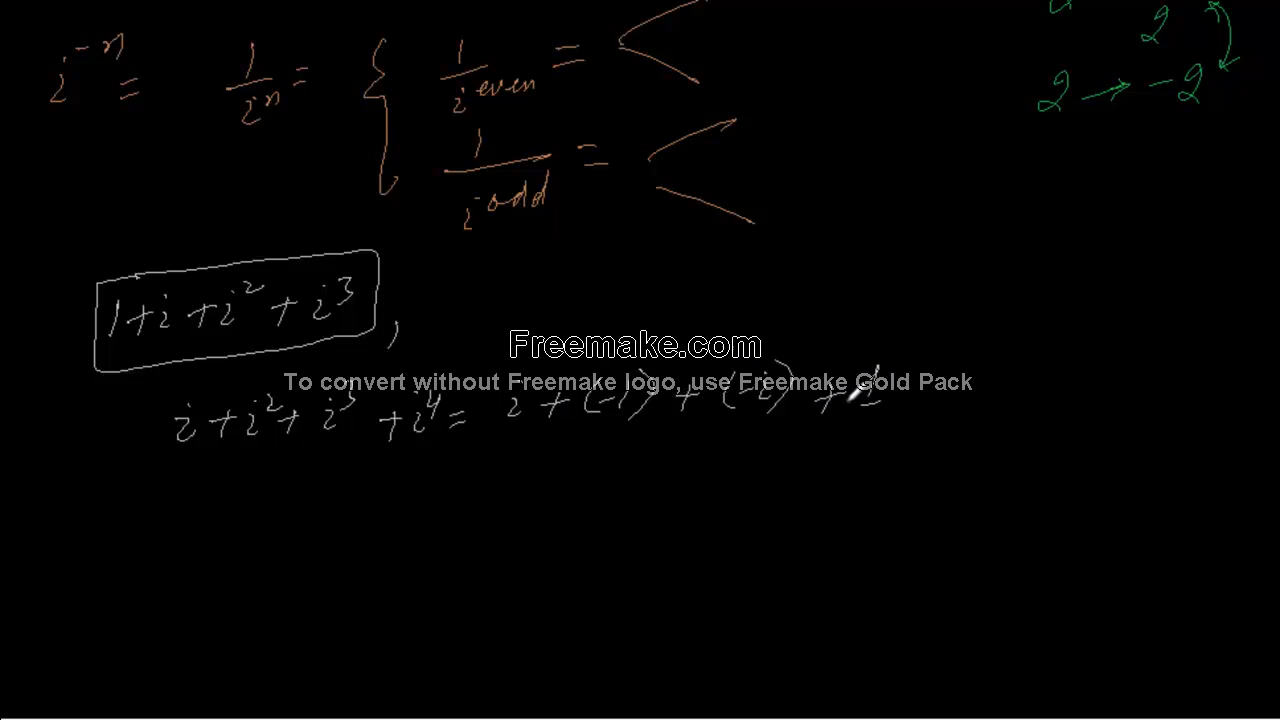 i^{-n} = 1/i^n = { 1/i^{even} =
1/i^{odd} =
2
2 → -2
1 + i + i^2 + i^3 ,
Freemake.com
To convert without Freemake logo, use Freemake Gold Pack
i + i^2 + i^3 + i^4 = i + (-1) + (-i) + 1